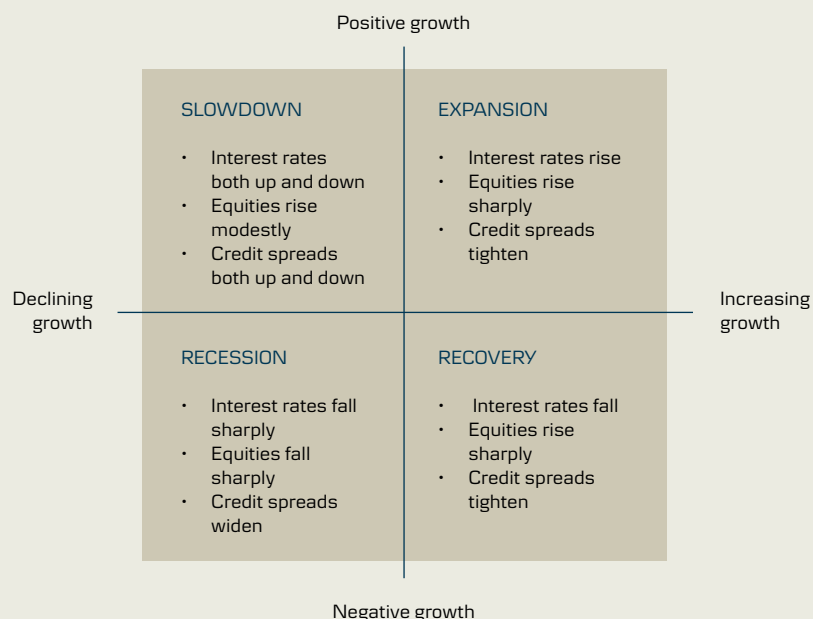 Positive growth
SLOWDOWN
• Interest rates
both up and down
• Equities rise
modestly
• Credit spreads
both up and down
EXPANSION
• Interest rates rise
• Equities rise
sharply
• Credit spreads
tighten
Declining
growth
Increasing
growth
RECESSION
• Interest rates fall
sharply
• Equities fall
sharply
• Credit spreads
widen
RECOVERY
• Interest rates fall
• Equities rise
sharply
• Credit spreads
tighten
Negative growth